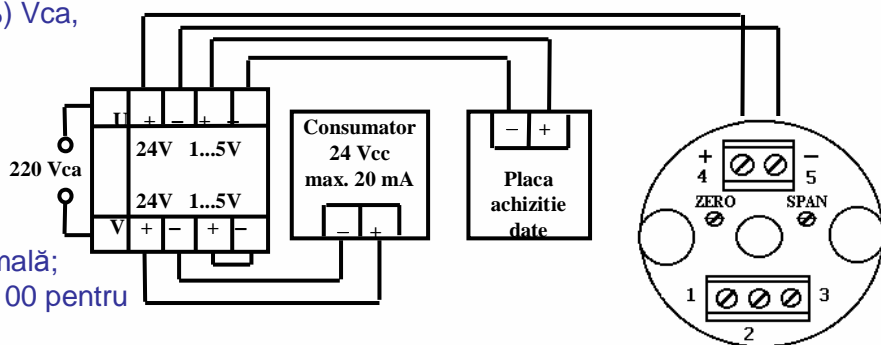 ) Vca,
U + − + −
24V 1...5V
220 Vca
24V 1...5V
V + − + −
Consumator
24 Vcc
max. 20 mA
− +
− +
Placa
achizitie
date
+ −
4 5
ZERO SPAN
1 3
2
mală;
00 pentru